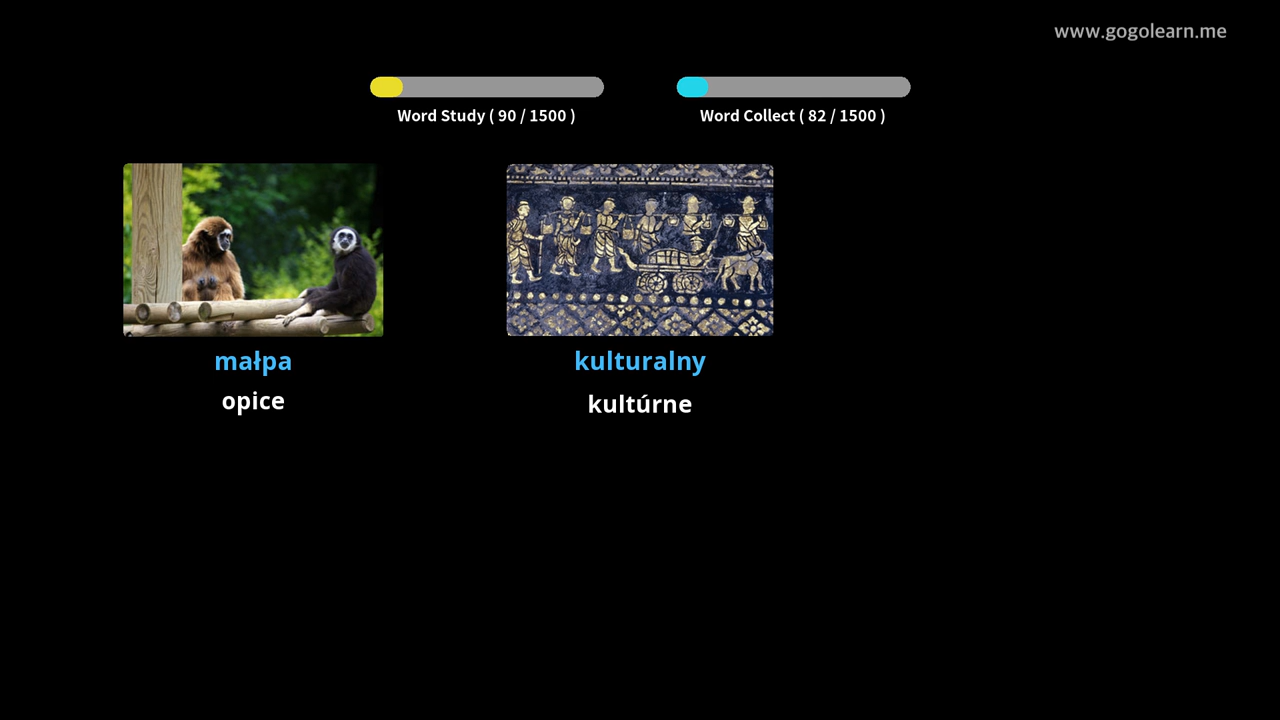 www.gogolearn.me
Word Study ( 90 / 1500 )
Word Collect ( 82 / 1500 )
małpa
opice
kulturalny
kultúrne